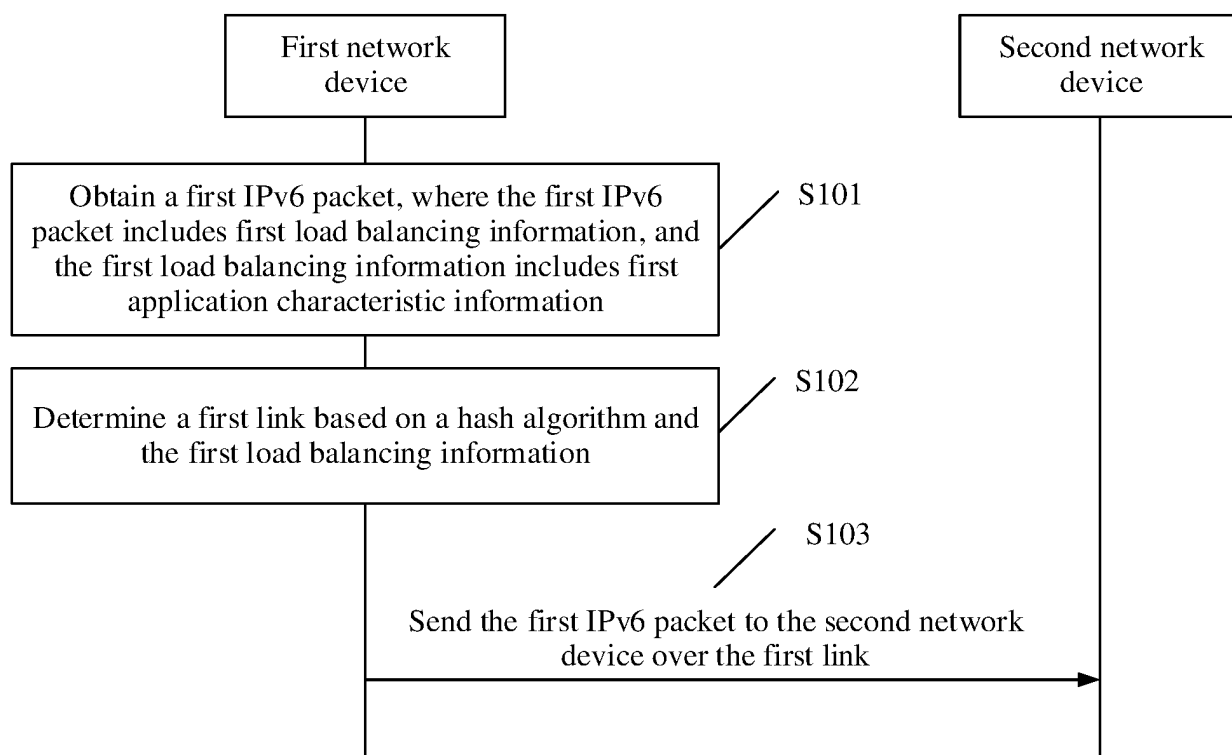 First network
device
Second network
device
Obtain a first IPv6 packet, where the first IPv6
packet includes first load balancing information, and
the first load balancing information includes first
application characteristic information
S101
Determine a first link based on a hash algorithm and
the first load balancing information
S102
S103
Send the first IPv6 packet to the second network
device over the first link